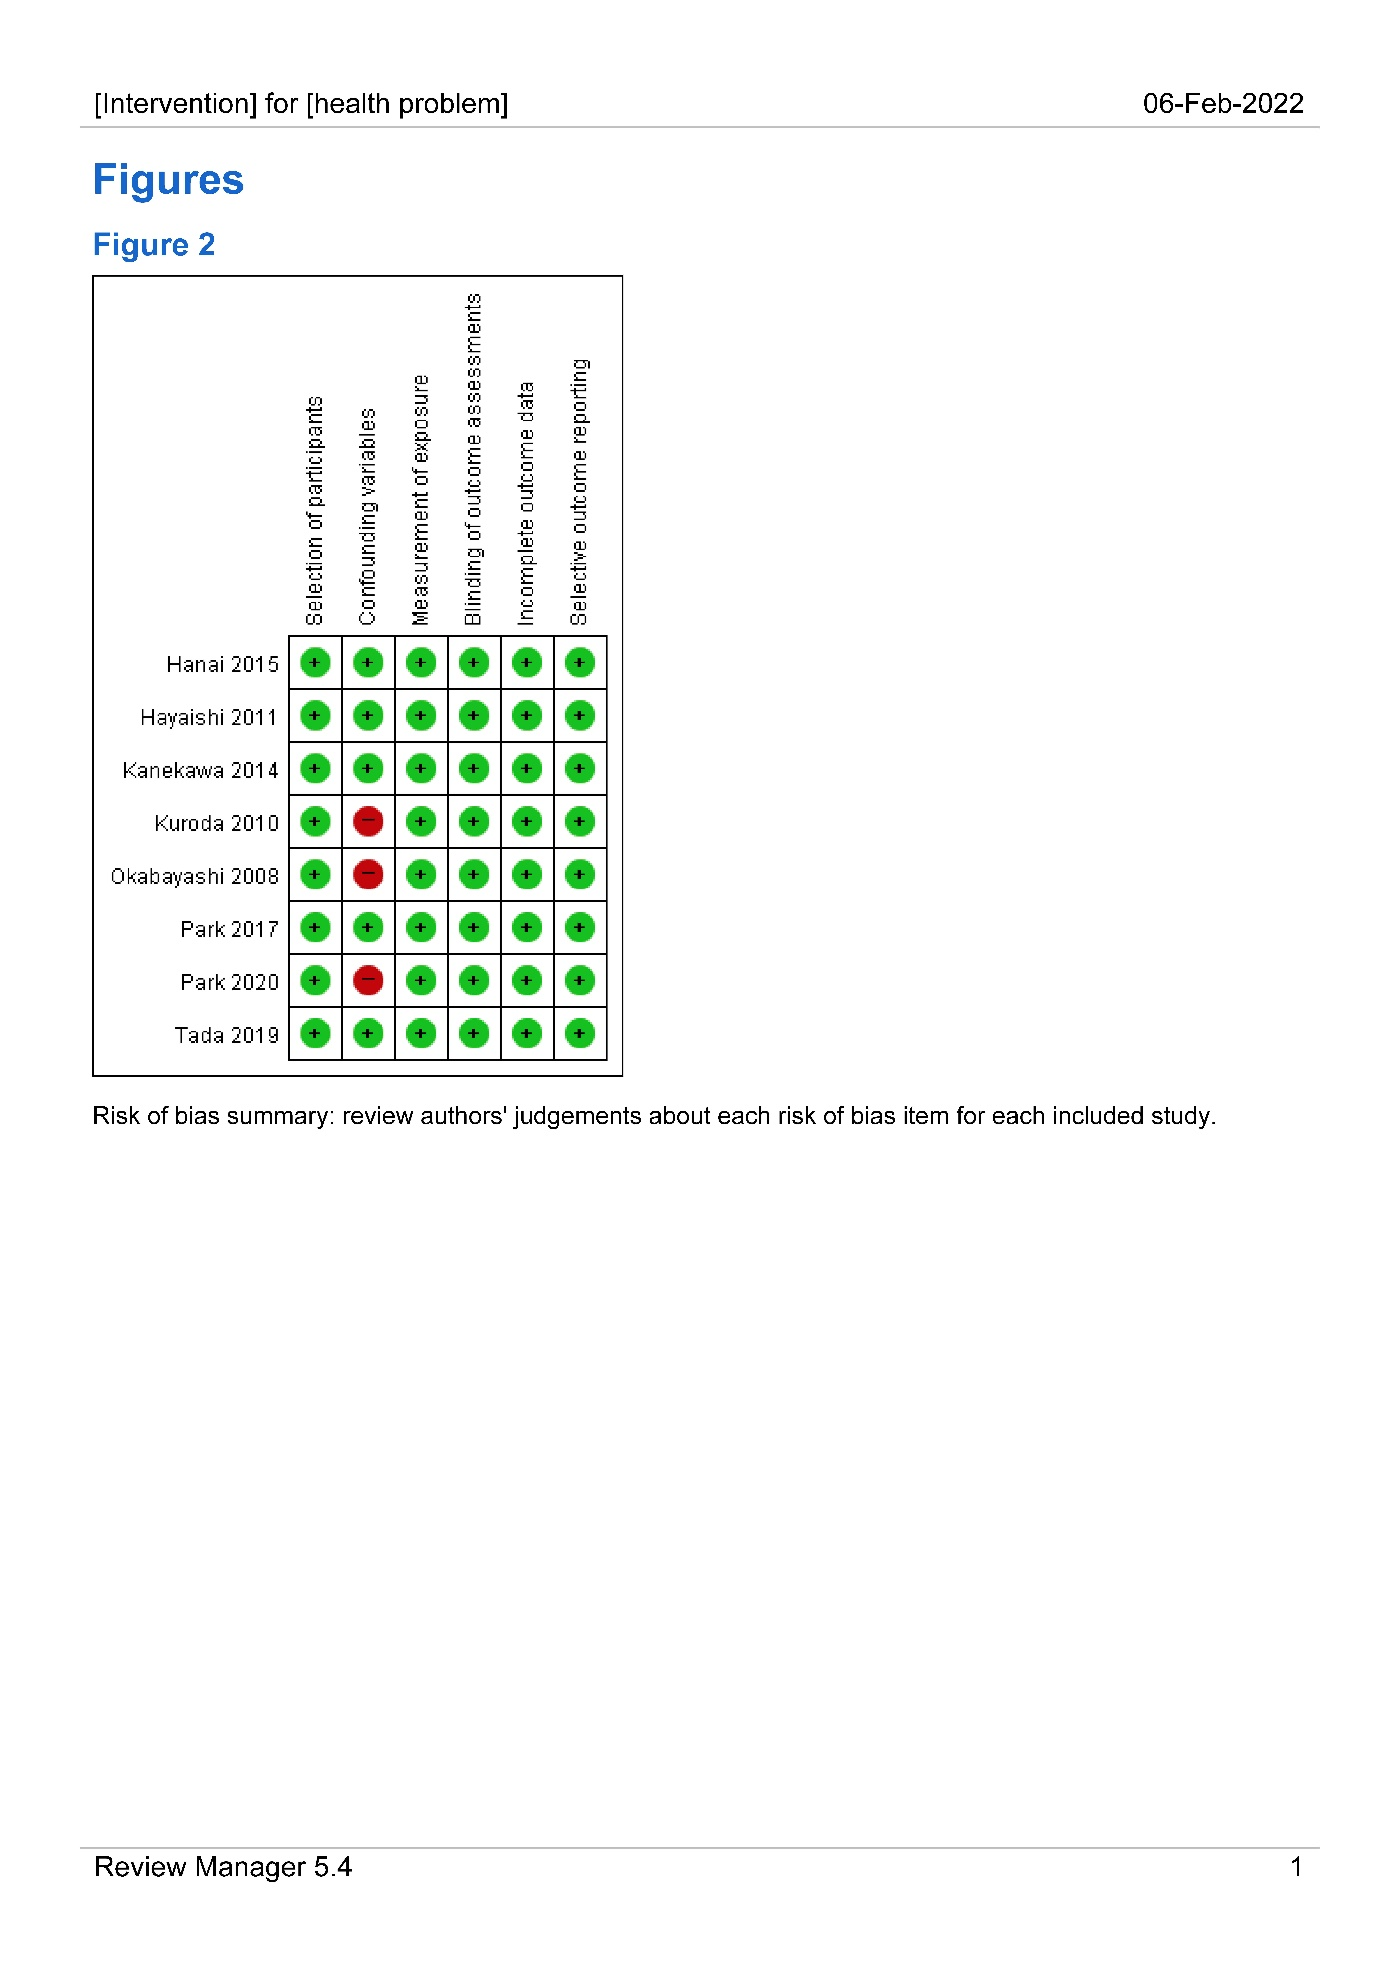 [Intervention] for [health problem] 06-Feb-2022
Figures
Figure 2
Selection of participants
Confounding variables
Measurement of exposure
Blinding of outcome assessments
Incomplete outcome data
Selective outcome reporting
Hanai 2015 + + + + + +
Hayaishi 2011 + + + + + +
Kanekawa 2014 + + + + + +
Kuroda 2010 + − + + + +
Okabayashi 2008 + − + + + +
Park 2017 + + + + + +
Park 2020 + − + + + +
Tada 2019 + + + + + +
Risk of bias summary: review authors' judgements about each risk of bias item for each included study.
Review Manager 5.4 1